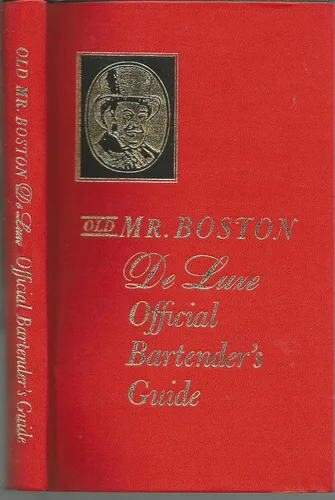 OLD MR. BOSTON De Luxe Official Bartender's Guide
OLD MR. BOSTON
De Luxe
Official
Bartender's
Guide